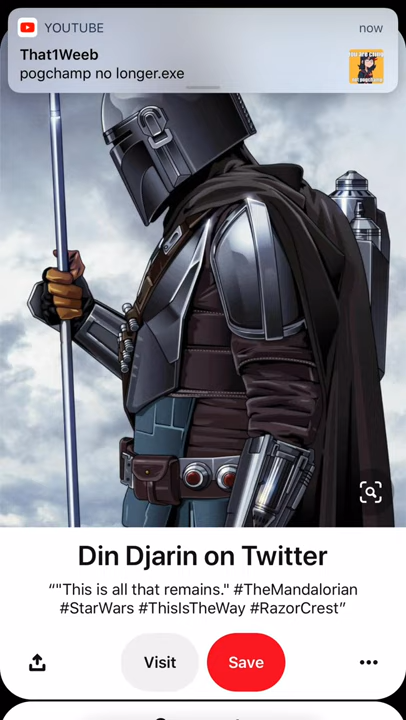 YOUTUBE
now
That1Weeb
pogchamp no longer.exe
Din Djarin on Twitter
“"This is all that remains." #TheMandalorian
#StarWars #ThisIsTheWay #RazorCrest”
Visit
Save